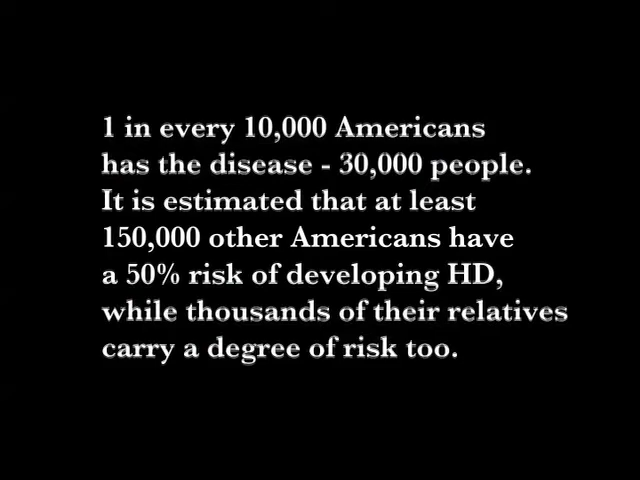 1 in every 10,000 Americans
has the disease - 30,000 people.
It is estimated that at least
150,000 other Americans have
a 50% risk of developing HD,
while thousands of their relatives
carry a degree of risk too.